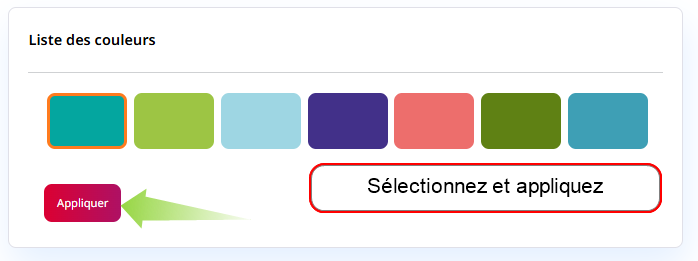 Liste des couleurs
Appliquer
Sélectionnez et appliquez